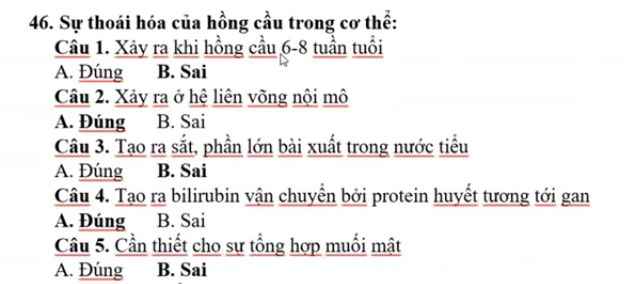 46. Sự thoái hóa của hồng cầu trong cơ thể:
Câu 1. Xảy ra khi hồng cầu 6-8 tuần tuổi
A. Đúng B. Sai
Câu 2. Xảy ra ở hệ liên võng nội mô
A. Đúng B. Sai
Câu 3. Tạo ra sắt, phần lớn bài xuất trong nước tiểu
A. Đúng B. Sai
Câu 4. Tạo ra bilirubin vận chuyển bởi protein huyết tương tới gan
A. Đúng B. Sai
Câu 5. Cần thiết cho sự tổng hợp muối mật
A. Đúng B. Sai